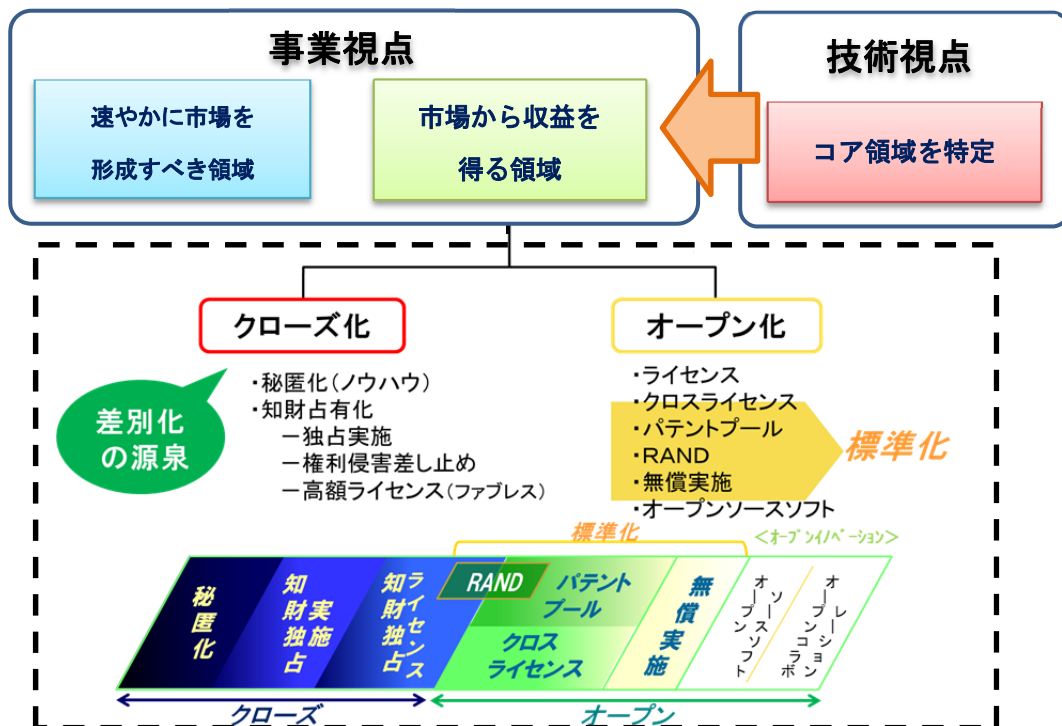 事業視点
技術視点
速やかに市場を
形成すべき領域
市場から収益を
得る領域
コア領域を特定
クローズ化
オープン化
差別化
の源泉
・秘匿化(ノウハウ)
・知財占有化
－独占実施
－権利侵害差し止め
－高額ライセンス(ファブレス)
・ライセンス
・クロスライセンス
・パテントプール
・RAND
・無償実施
・オープンソースソフト
標準化
標準化
＜オープンイノベーション＞
秘匿化
知財独占
実施
知財独占
ライセンス
RAND
パテント
プール
クロス
ライセンス
無償実施
オープン
ソースソフト
オープンコラボ
レーション
クローズ
オープン